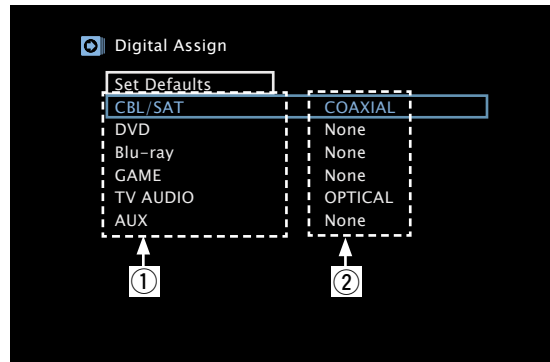 Digital Assign
Set Defaults
CBL/SAT COAXIAL
DVD None
Blu-ray None
GAME None
TV AUDIO OPTICAL
AUX None
① ②